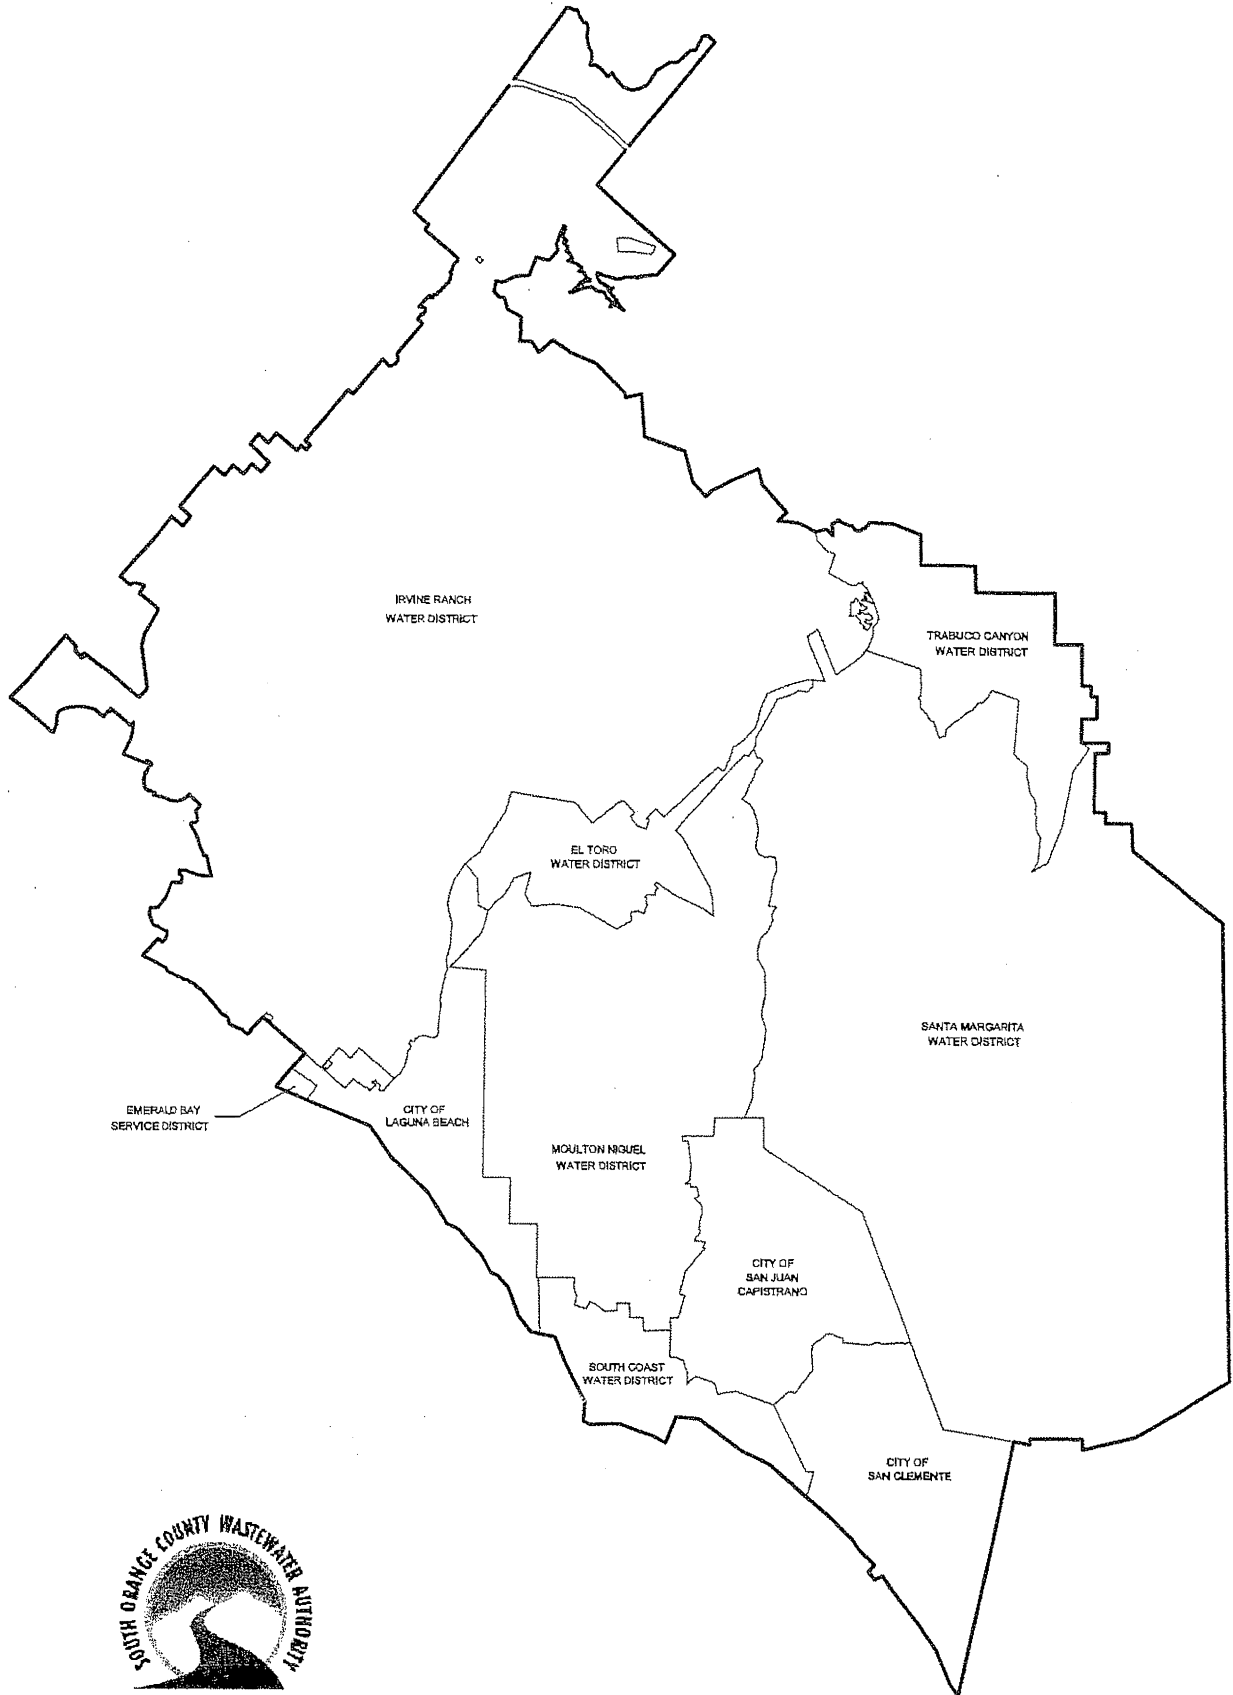 IRVINE RANCH
WATER DISTRICT
TRABUCO CANYON
WATER DISTRICT
EL TORO
WATER DISTRICT
SANTA MARGARITA
WATER DISTRICT
EMERALD BAY
SERVICE DISTRICT
CITY OF
LAGUNA BEACH
MOULTON NIGUEL
WATER DISTRICT
CITY OF
SAN JUAN
CAPISTRANO
SOUTH COAST
WATER DISTRICT
CITY OF
SAN CLEMENTE
SOUTH ORANGE COUNTY WASTEWATER AUTHORITY